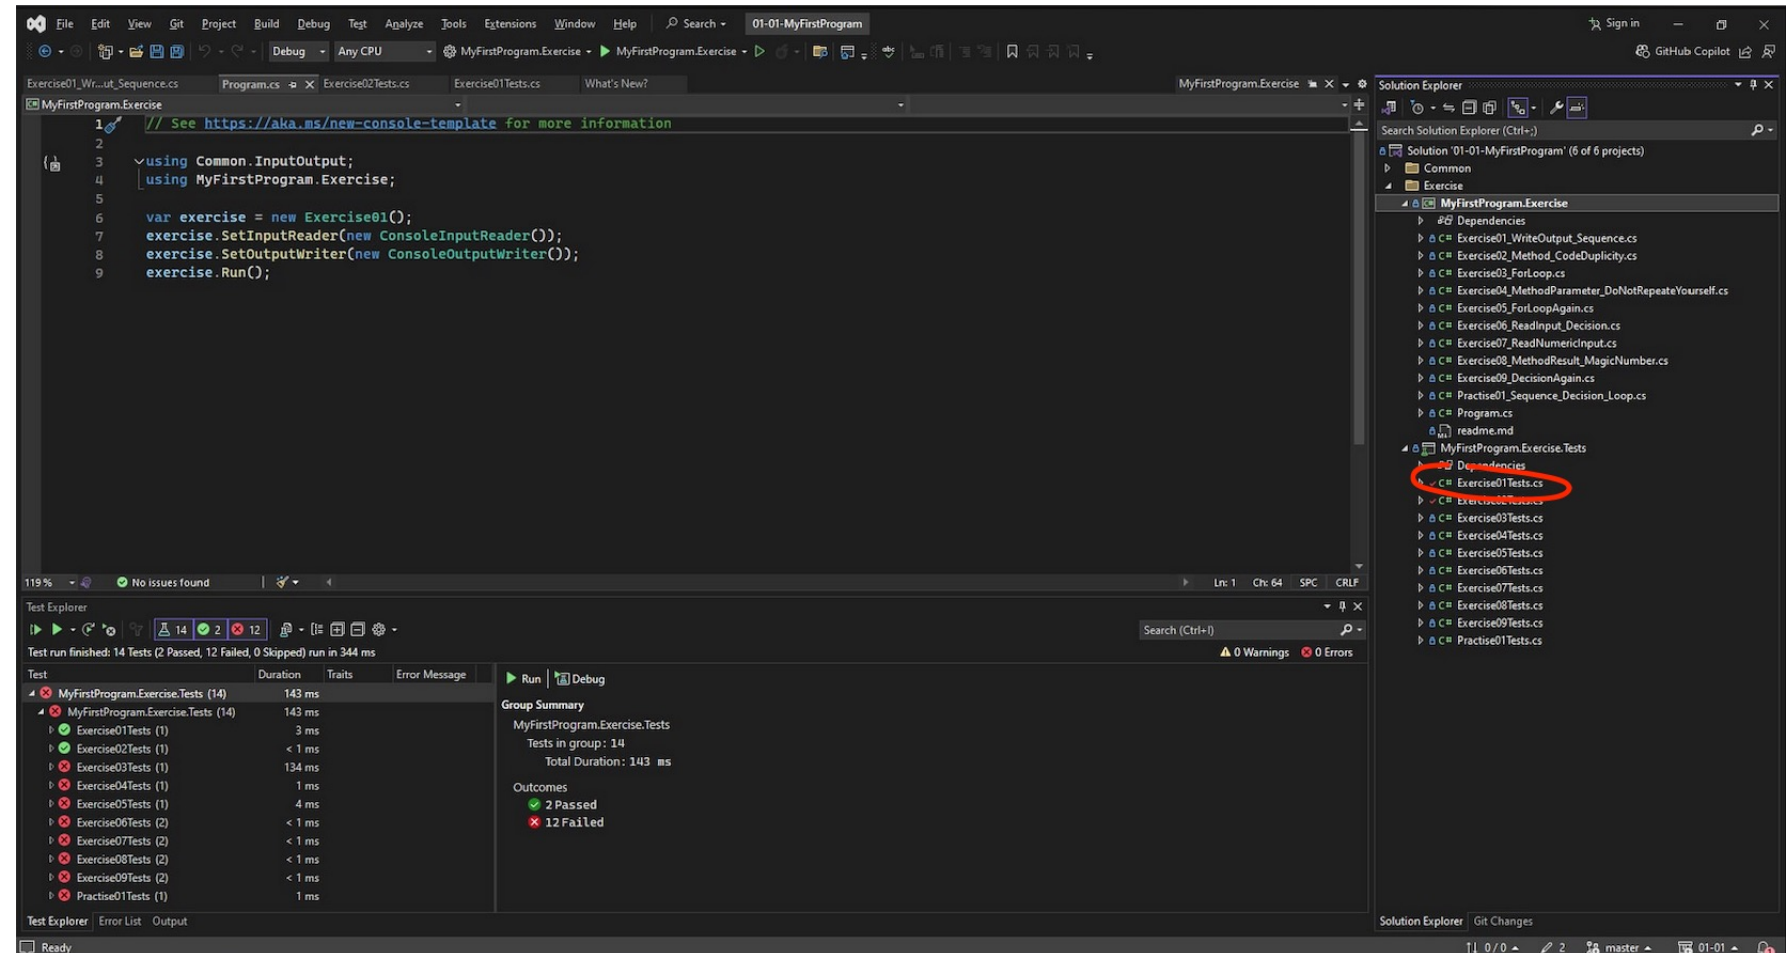 File Edit View Git Project Build Debug Test Analyze Tools Extensions Window Help Search 01-01-MyFirstProgram Sign in
Debug Any CPU MyFirstProgram.Exercise MyFirstProgram.Exercise GitHub Copilot
Exercise01_Wr...ut_Sequence.cs Program.cs Exercise02Tests.cs Exercise01Tests.cs What's New? MyFirstProgram.Exercise
MyFirstProgram.Exercise
1 // See https://aka.ms/new-console-template for more information
2
3 using Common.InputOutput;
4 using MyFirstProgram.Exercise;
5
6 var exercise = new Exercise01();
7 exercise.SetInputReader(new ConsoleInputReader());
8 exercise.SetOutputWriter(new ConsoleOutputWriter());
9 exercise.Run();
119 % No issues found Ln: 1 Ch: 64 SPC CRLF
Test Explorer
14 2 12 Search (Ctrl+I)
Test run finished: 14 Tests (2 Passed, 12 Failed, 0 Skipped) run in 344 ms 0 Warnings 0 Errors
Test Duration Traits Error Message
MyFirstProgram.Exercise.Tests (14) 143 ms
MyFirstProgram.Exercise.Tests (14) 143 ms
Exercise01Tests (1) 3 ms
Exercise02Tests (1) < 1 ms
Exercise03Tests (1) 134 ms
Exercise04Tests (1) 1 ms
Exercise05Tests (1) 4 ms
Exercise06Tests (2) < 1 ms
Exercise07Tests (2) < 1 ms
Exercise08Tests (2) < 1 ms
Exercise09Tests (2) < 1 ms
Practise01Tests (1) 1 ms
Run Debug
Group Summary
MyFirstProgram.Exercise.Tests
Tests in group: 14
Total Duration: 143 ms
Outcomes
2 Passed
12 Failed
Test Explorer Error List Output
Solution Explorer
Search Solution Explorer (Ctrl+;)
Solution '01-01-MyFirstProgram' (6 of 6 projects)
Common
Exercise
C# MyFirstProgram.Exercise
Dependencies
C# Exercise01_WriteOutput_Sequence.cs
C# Exercise02_Method_CodeDuplicity.cs
C# Exercise03_ForLoop.cs
C# Exercise04_MethodParameter_DoNotRepeatYourself.cs
C# Exercise05_ForLoopAgain.cs
C# Exercise06_ReadInput_Decision.cs
C# Exercise07_ReadNumericInput.cs
C# Exercise08_MethodResult_MagicNumber.cs
C# Exercise09_DecisionAgain.cs
C# Practise01_Sequence_Decision_Loop.cs
C# Program.cs
readme.md
MyFirstProgram.Exercise.Tests
Dependencies
C# Exercise01Tests.cs
C# Exercise02Tests.cs
C# Exercise03Tests.cs
C# Exercise04Tests.cs
C# Exercise05Tests.cs
C# Exercise06Tests.cs
C# Exercise07Tests.cs
C# Exercise08Tests.cs
C# Exercise09Tests.cs
C# Practise01Tests.cs
Solution Explorer Git Changes
Ready 0 / 0 2 master 01-01